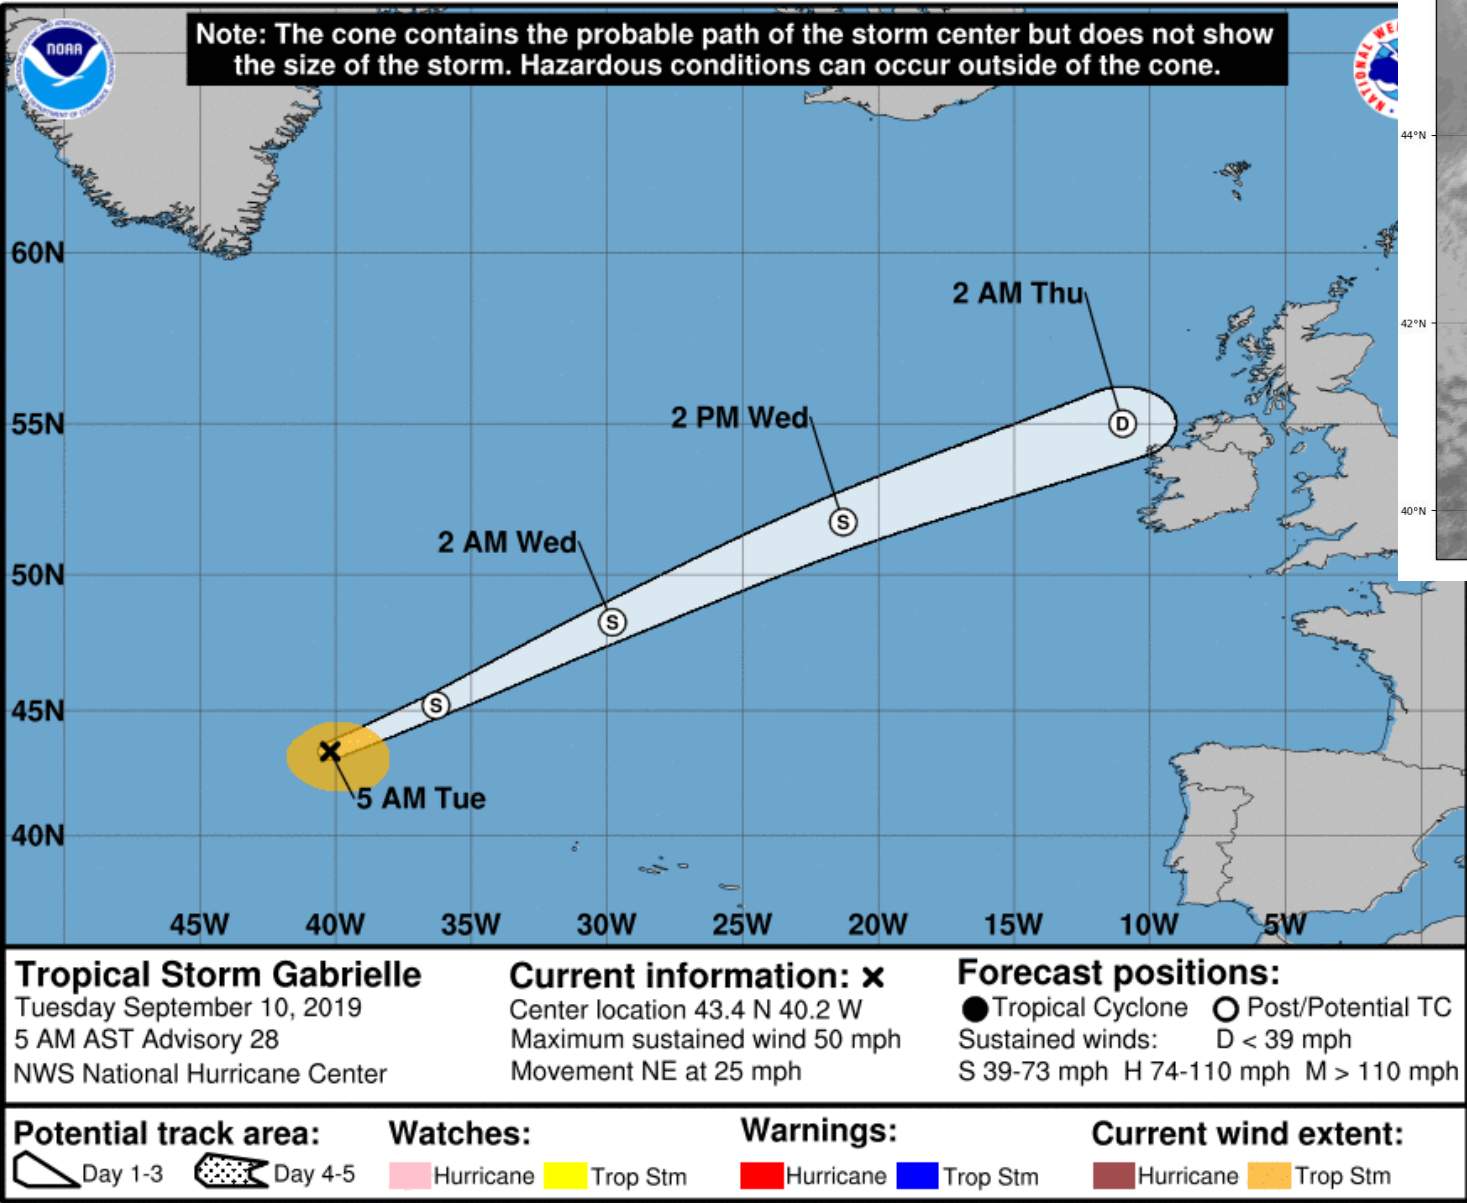 Note: The cone contains the probable path of the storm center but does not show
the size of the storm. Hazardous conditions can occur outside of the cone.
NOAA
NATIONAL WEA
44°N
42°N
40°N
60N
55N
50N
45N
40N
2 AM Thu
D
2 PM Wed
S
2 AM Wed
S
S
5 AM Tue
45W 40W 35W 30W 25W 20W 15W 10W 5W
Tropical Storm Gabrielle
Tuesday September 10, 2019
5 AM AST Advisory 28
NWS National Hurricane Center
Current information: ×
Center location 43.4 N 40.2 W
Maximum sustained wind 50 mph
Movement NE at 25 mph
Forecast positions:
Tropical Cyclone Post/Potential TC
Sustained winds: D < 39 mph
S 39-73 mph H 74-110 mph M > 110 mph
Potential track area:
Day 1-3 Day 4-5
Watches:
Hurricane Trop Stm
Warnings:
Hurricane Trop Stm
Current wind extent:
Hurricane Trop Stm